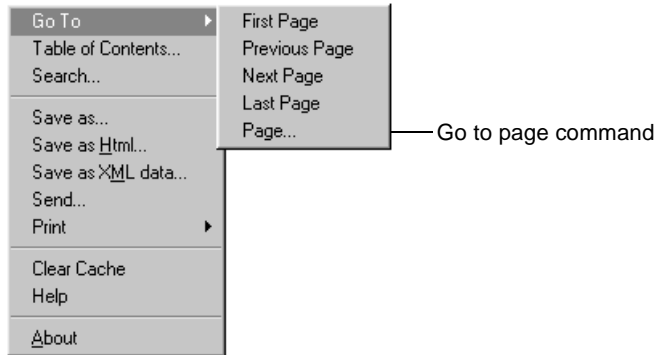 Go To
Table of Contents...
Search...
Save as...
Save as Html...
Save as XML data...
Send...
Print
Clear Cache
Help
About
First Page
Previous Page
Next Page
Last Page
Page...
Go to page command